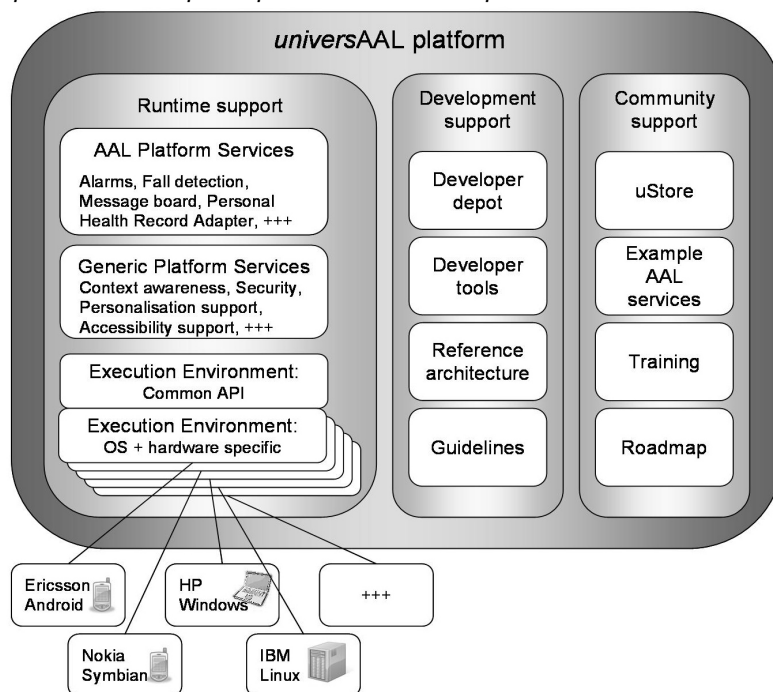 universAAL platform
Runtime support
AAL Platform Services
Alarms, Fall detection,
Message board, Personal
Health Record Adapter, +++
Generic Platform Services
Context awareness, Security,
Personalisation support,
Accessibility support, +++
Execution Environment:
Common API
Execution Environment:
OS + hardware specific
Development
support
Developer
depot
Developer
tools
Reference
architecture
Guidelines
Community
support
uStore
Example
AAL
services
Training
Roadmap
Ericsson
Android
HP
Windows
+++
Nokia
Symbian
IBM
Linux